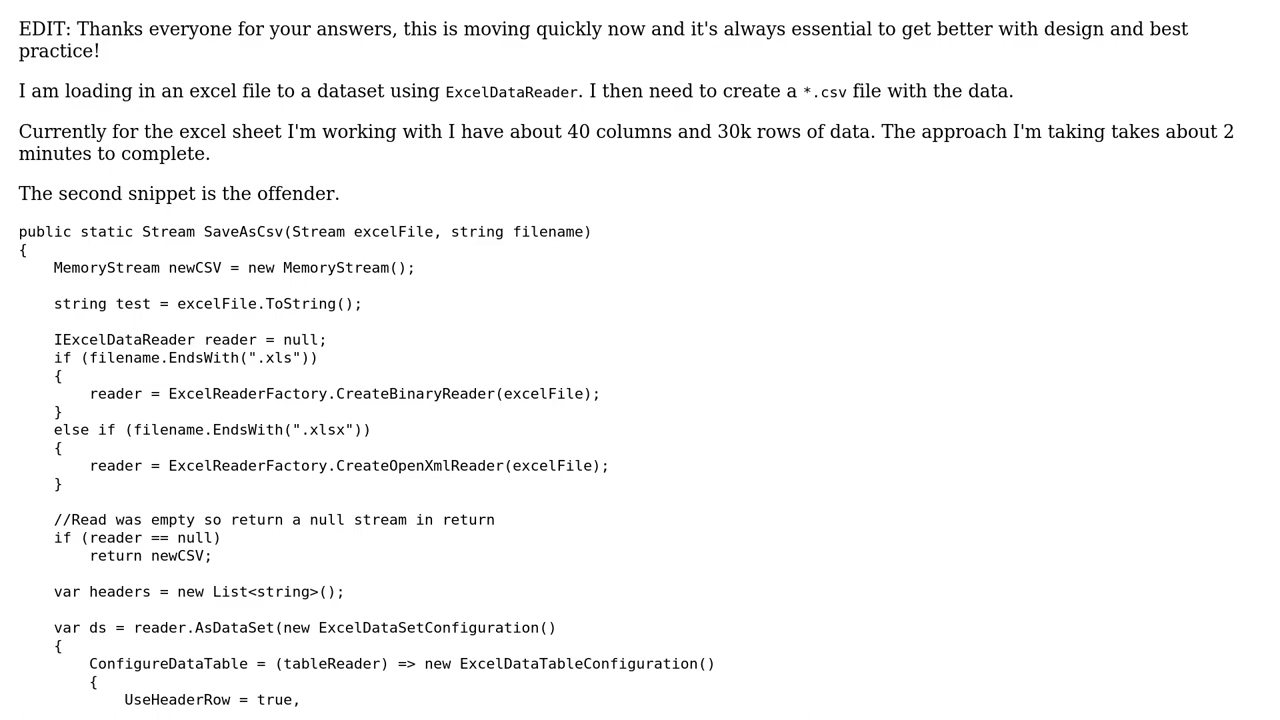 EDIT: Thanks everyone for your answers, this is moving quickly now and it's always essential to get better with design and best
practice!
I am loading in an excel file to a dataset using ExcelDataReader. I then need to create a *.csv file with the data.
Currently for the excel sheet I'm working with I have about 40 columns and 30k rows of data. The approach I'm taking takes about 2
minutes to complete.
The second snippet is the offender.
public static Stream SaveAsCsv(Stream excelFile, string filename)
{
    MemoryStream newCSV = new MemoryStream();
    string test = excelFile.ToString();
    IExcelDataReader reader = null;
    if (filename.EndsWith(".xls"))
    {
        reader = ExcelReaderFactory.CreateBinaryReader(excelFile);
    }
    else if (filename.EndsWith(".xlsx"))
    {
        reader = ExcelReaderFactory.CreateOpenXmlReader(excelFile);
    }
    //Read was empty so return a null stream in return
    if (reader == null)
        return newCSV;
    var headers = new List<string>();
    var ds = reader.AsDataSet(new ExcelDataSetConfiguration()
    {
        ConfigureDataTable = (tableReader) => new ExcelDataTableConfiguration()
        {
            UseHeaderRow = true,